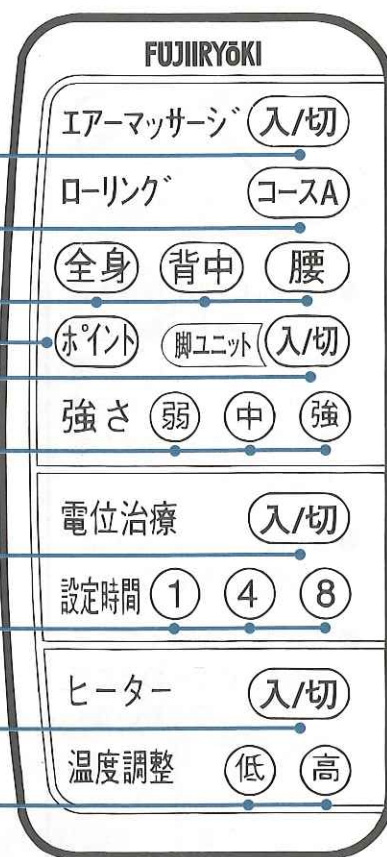 FUJIIRYōKI
エアーマッサージ 入/切
ローリング コースA
全身 背中 腰
ポイント 脚ユニット 入/切
強さ 弱 中 強
電位治療 入/切
設定時間 1 4 8
ヒーター 入/切
温度調整 低 高